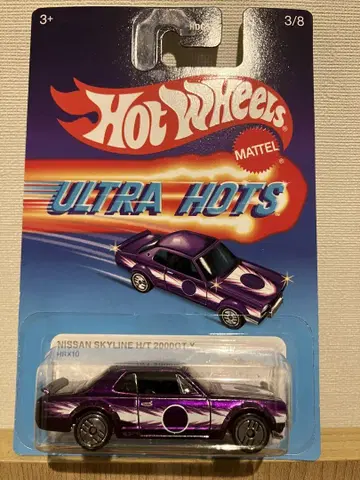 3+
3/8
Hot Wheels
MATTEL
ULTRA HOTS
NISSAN SKYLINE H/T 2000GT-X